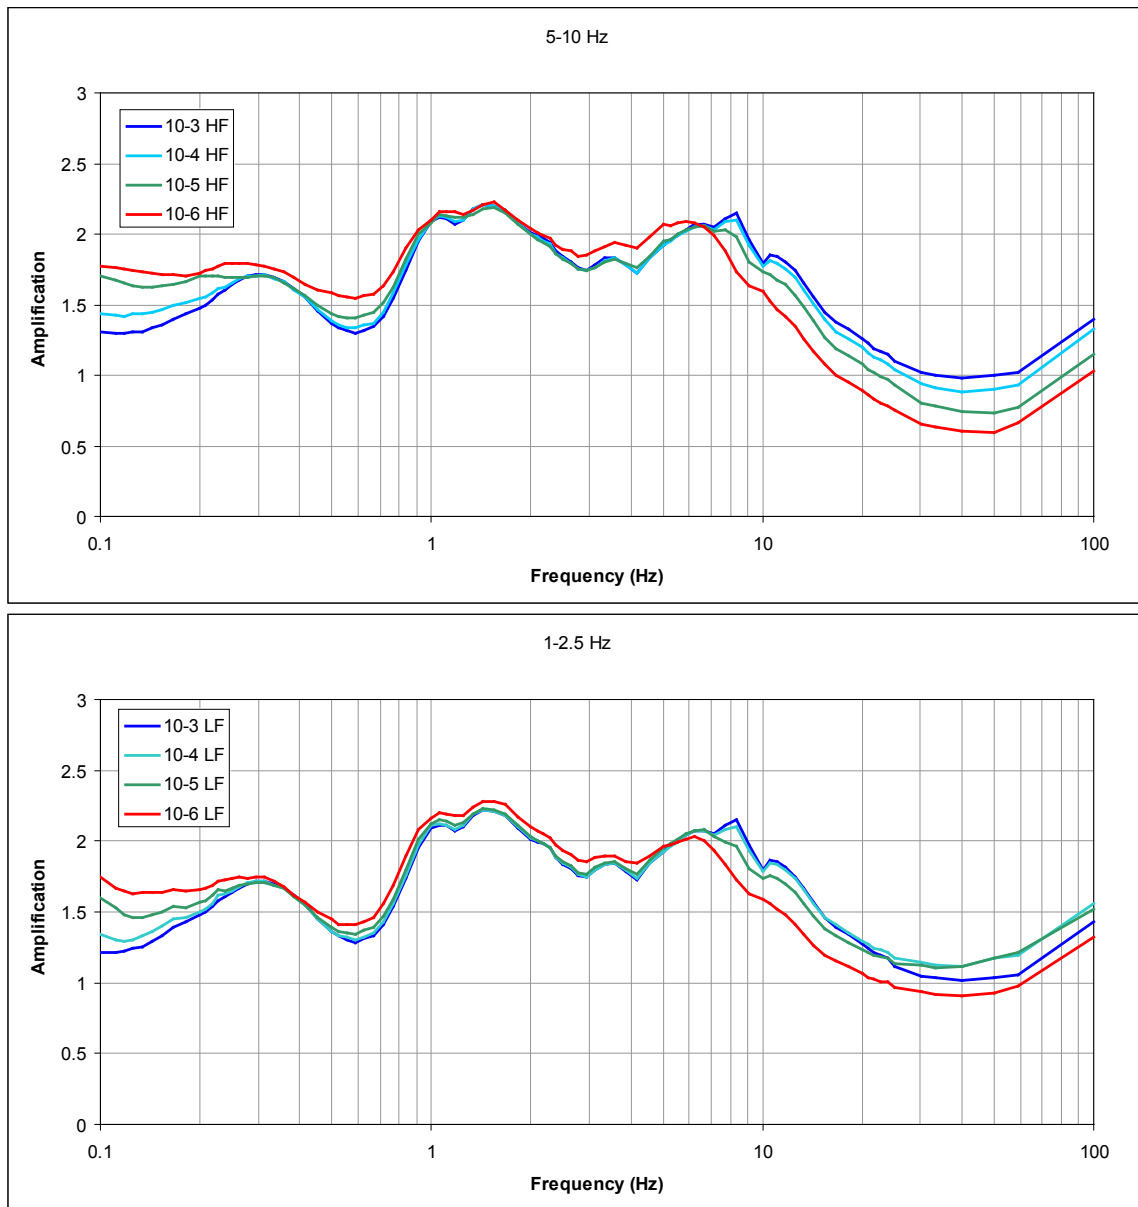 5-10 Hz
3
2.5
2
1.5
1
0.5
0
Amplification
10-3 HF
10-4 HF
10-5 HF
10-6 HF
0.1 1 10 100
Frequency (Hz)
1-2.5 Hz
3
2.5
2
1.5
1
0.5
0
Amplification
10-3 LF
10-4 LF
10-5 LF
10-6 LF
0.1 1 10 100
Frequency (Hz)